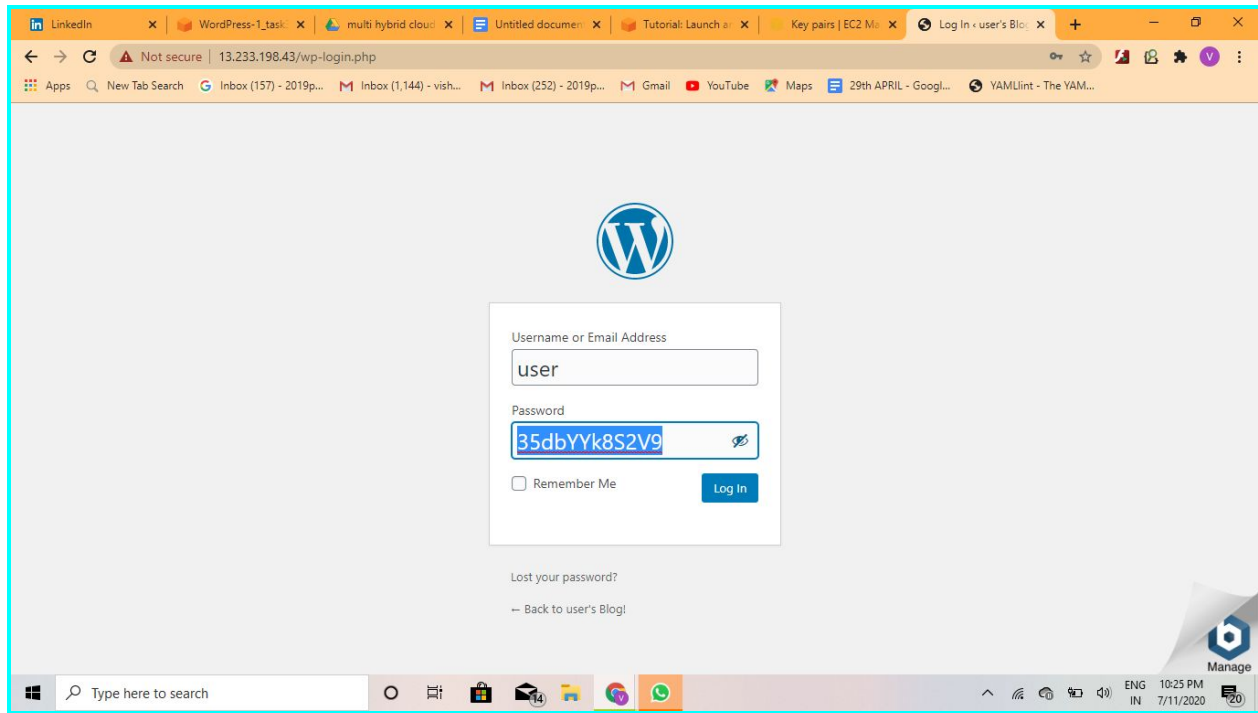 LinkedIn
WordPress-1_task
multi hybrid cloud
Untitled documen
Tutorial: Launch an
Key pairs | EC2 Ma
Log In ‹ user's Blog
Not secure | 13.233.198.43/wp-login.php
Apps New Tab Search Inbox (157) - 2019p... Inbox (1,144) - vish... Inbox (252) - 2019p... Gmail YouTube Maps 29th APRIL - Googl... YAMLlint - The YAM...
Username or Email Address
user
Password
35dbYYk8S2V9
Remember Me
Log In
Lost your password?
← Back to user's Blog!
Manage
Type here to search
14
ENG
IN
10:25 PM
7/11/2020
20